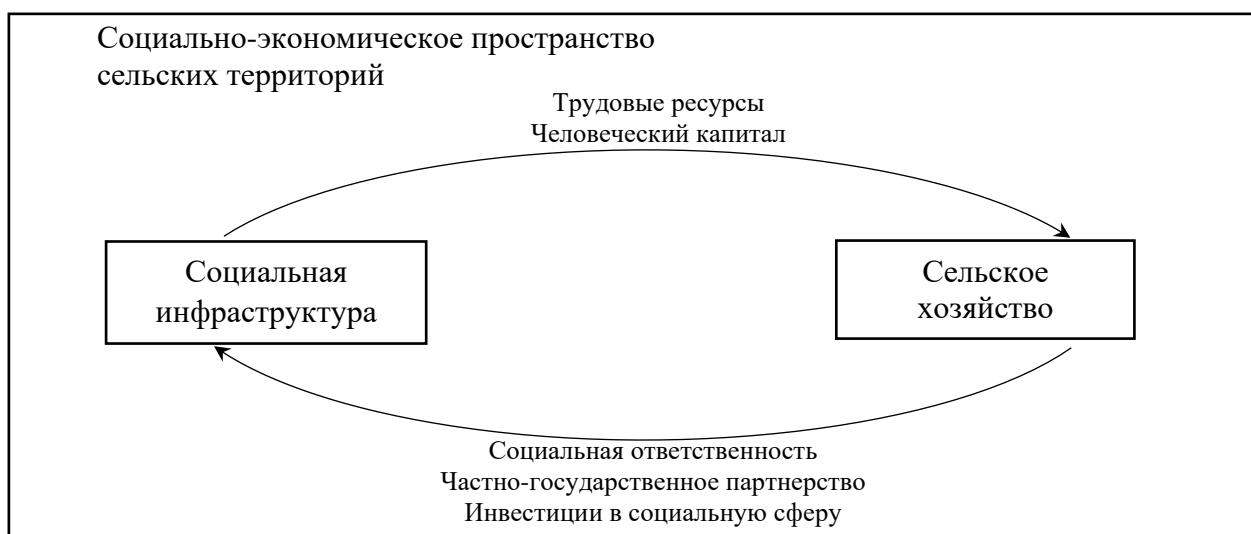 Социально-экономическое пространство
сельских территорий
Трудовые ресурсы
Человеческий капитал
Социальная
инфраструктура
Сельское
хозяйство
Социальная ответственность
Частно-государственное партнерство
Инвестиции в социальную сферу